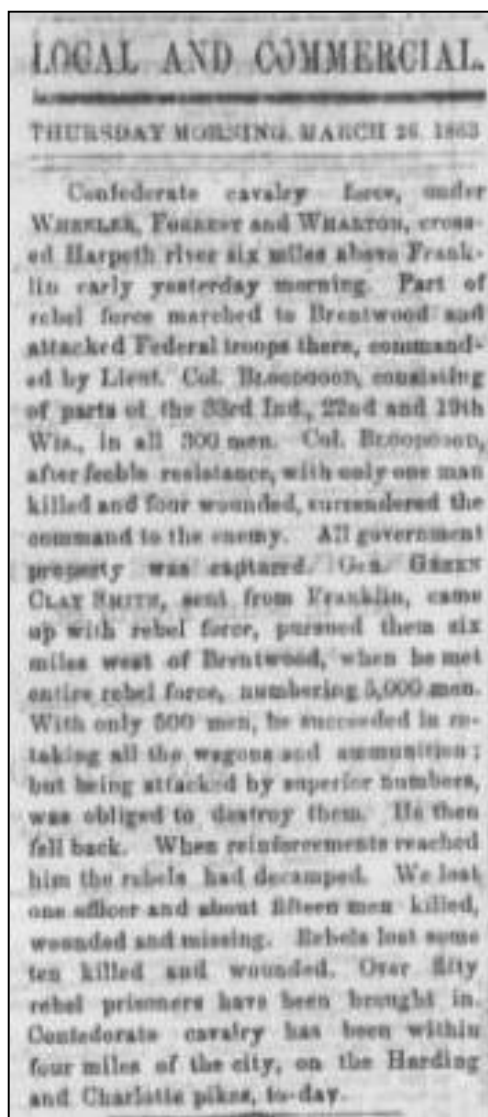 LOCAL AND COMMERCIAL.
THURSDAY MORNING, MARCH 26, 1863
Confederate cavalry force, under
WHEELER, FORREST and WHARTON, cross-
ed Harpeth river six miles above Frank-
lin early yesterday morning. Part of
rebel force marched to Brentwood and
attacked Federal troops there, command-
ed by Lieut. Col. BLOODGOOD, consisting
of parts of the 33rd Ind., 22nd and 19th
Wis., in all 300 men. Col. BLOODGOOD,
after feeble resistance, with only one man
killed and four wounded, surrendered the
command to the enemy. All government
property was captured. Gen. GREEN
CLAY SMITH, sent from Franklin, came
up with rebel force, pursued them six
miles west of Brentwood, when he met
entire rebel force, numbering 5,000 men.
With only 500 men, he succeeded in re-
taking all the wagons and ammunition;
but being attacked by superior numbers,
was obliged to destroy them. He then
fell back. When reinforcements reached
him the rebels had decamped. We lost
one officer and about fifteen men killed,
wounded and missing. Rebels lost some
ten killed and wounded. Over fifty
rebel prisoners have been brought in.
Confederate cavalry has been within
four miles of the city, on the Harding
and Charlotte pikes, to-day.